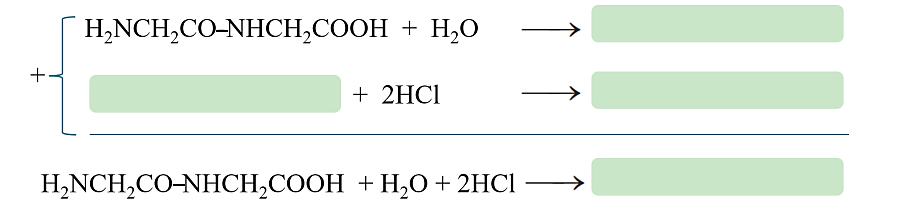 H₂NCH₂CO–NHCH₂COOH + H₂O ⟶
+
+ 2HCl ⟶
H₂NCH₂CO–NHCH₂COOH + H₂O + 2HCl ⟶